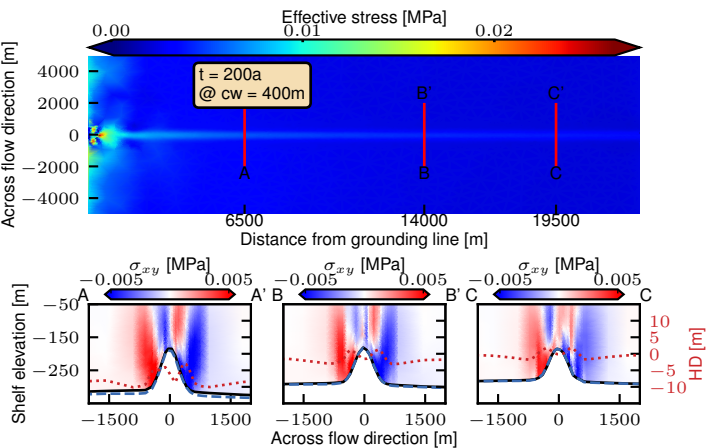 Effective stress [MPa]
0.00 0.01 0.02
Across flow direction [m]
4000
2000
0
−2000
−4000
t = 200a
@ cw = 400m
B' C'
A B C
6500 14000 19500
Distance from grounding line [m]
σxy [MPa] σxy [MPa] σxy [MPa]
−0.005 0.005 −0.005 0.005 −0.005 0.005
A A' B B' C C
Shelf elevation [m]
−50
−150
−250
10
5
0
−5
−10
HD [m]
−1500 0 1500 −1500 0 1500 −1500 0 1500
Across flow direction [m]